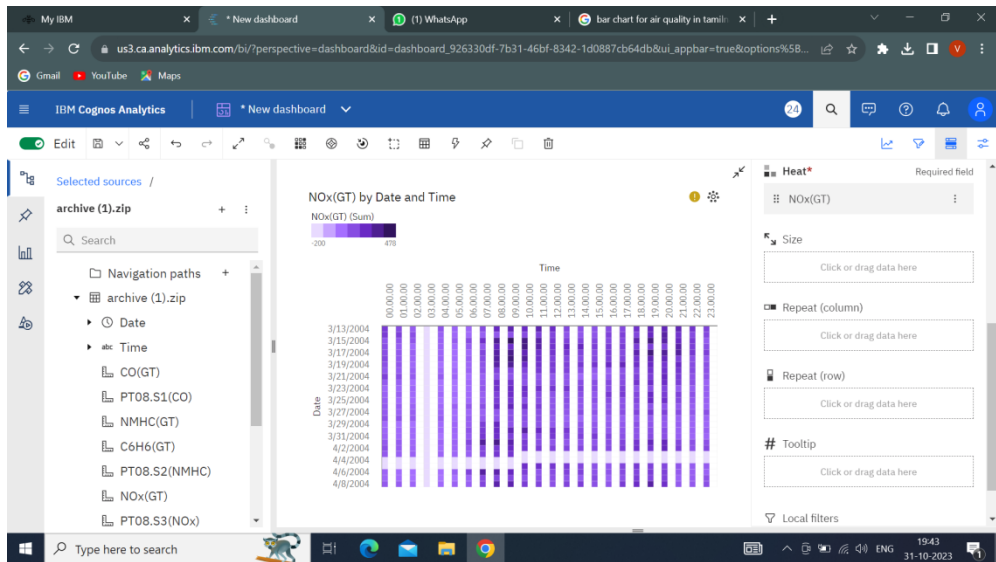 My IBM
* New dashboard
(1) WhatsApp
bar chart for air quality in tamiln
us3.ca.analytics.ibm.com/bi/?perspective=dashboard&id=dashboard_926330df-7b31-46bf-8342-1d0887cb64db&ui_appbar=true&options%5B...
V
Gmail
YouTube
Maps
IBM Cognos Analytics
* New dashboard
24
Edit
Selected sources /
archive (1).zip
Search
Navigation paths
archive (1).zip
Date
abc Time
CO(GT)
PT08.S1(CO)
NMHC(GT)
C6H6(GT)
PT08.S2(NMHC)
NOx(GT)
PT08.S3(NOx)
NOx(GT) by Date and Time
NOx(GT) (Sum)
-200 478
Time
00.00.00
01.00.00
02.00.00
03.00.00
04.00.00
05.00.00
06.00.00
07.00.00
08.00.00
09.00.00
10.00.00
11.00.00
12.00.00
13.00.00
14.00.00
15.00.00
16.00.00
17.00.00
18.00.00
19.00.00
20.00.00
21.00.00
22.00.00
23.00.00
Date
3/13/2004
3/15/2004
3/17/2004
3/19/2004
3/21/2004
3/23/2004
3/25/2004
3/27/2004
3/29/2004
3/31/2004
4/2/2004
4/4/2004
4/6/2004
4/8/2004
Heat* Required field
NOx(GT)
Size
Click or drag data here
Repeat (column)
Click or drag data here
Repeat (row)
Click or drag data here
# Tooltip
Click or drag data here
Local filters
Type here to search
ENG
19:43
31-10-2023
1